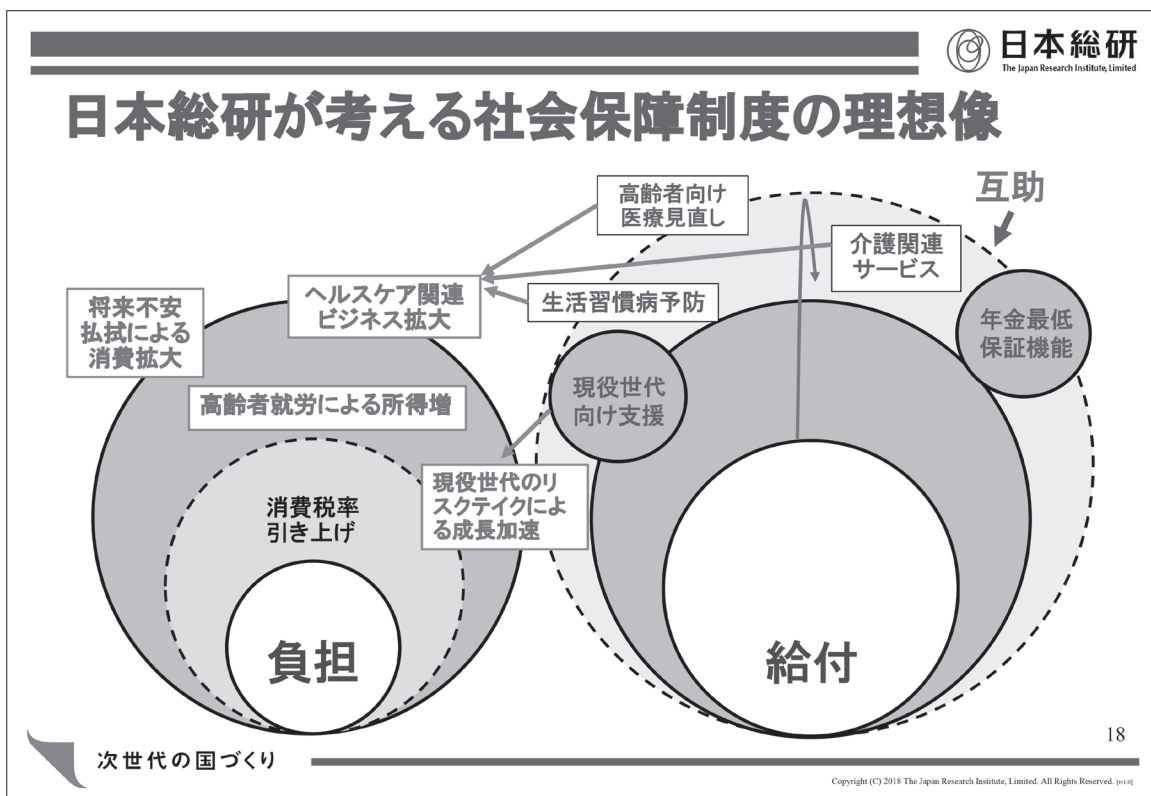 日本総研
The Japan Research Institute, Limited
日本総研が考える社会保障制度の理想像
互助
高齢者向け
医療見直し
介護関連
サービス
ヘルスケア関連
ビジネス拡大
生活習慣病予防
将来不安
払拭による
消費拡大
年金最低
保証機能
現役世代
向け支援
高齢者就労による所得増
現役世代のリ
スクテイクによ
る成長加速
消費税率
引き上げ
負担
給付
18
次世代の国づくり
Copyright (C) 2018 The Japan Research Institute, Limited. All Rights Reserved.